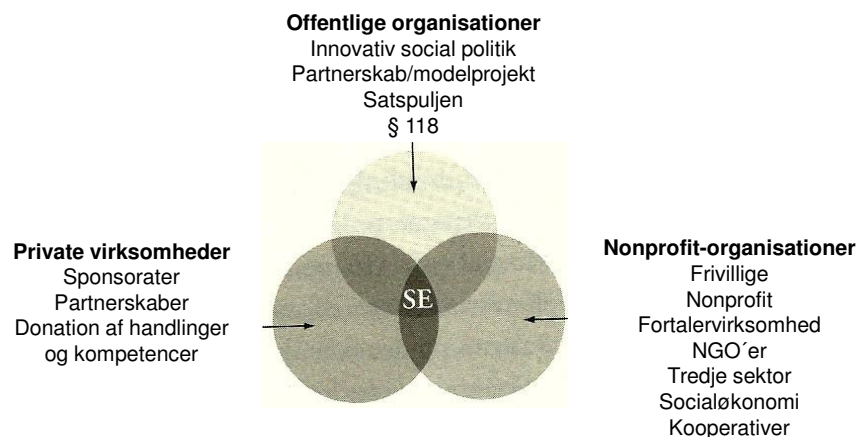 Offentlige organisationer
Innovativ social politik
Partnerskab/modelprojekt
Satspuljen
§ 118
Private virksomheder
Sponsorater
Partnerskaber
Donation af handlinger
og kompetencer
SE
Nonprofit-organisationer
Frivillige
Nonprofit
Fortalervirksomhed
NGO´er
Tredje sektor
Socialøkonomi
Kooperativer